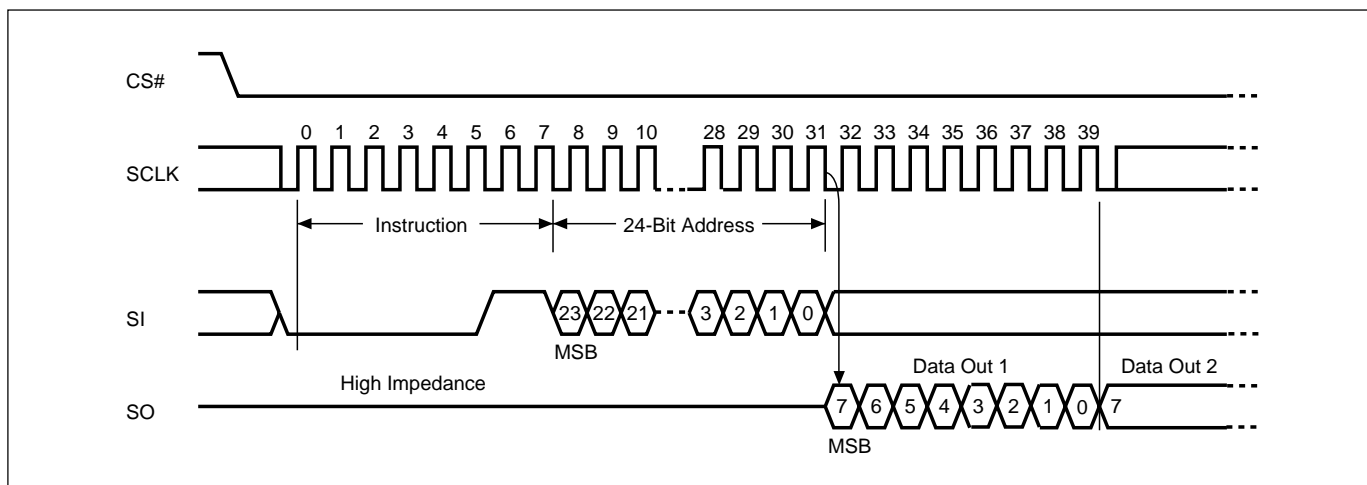 CS#
0 1 2 3 4 5 6 7 8 9 10 28 29 30 31 32 33 34 35 36 37 38 39
SCLK
Instruction 24-Bit Address
SI
23 22 21 3 2 1 0
MSB
High Impedance
Data Out 1 Data Out 2
SO
7 6 5 4 3 2 1 0 7
MSB